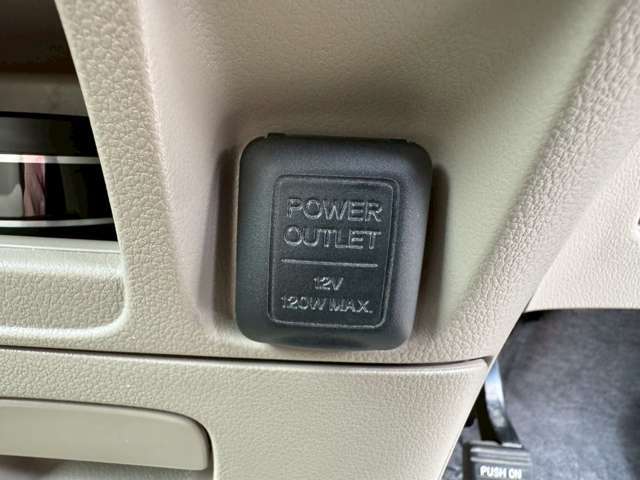 POWER
OUTLET
12V
120W MAX.
PUSH ON